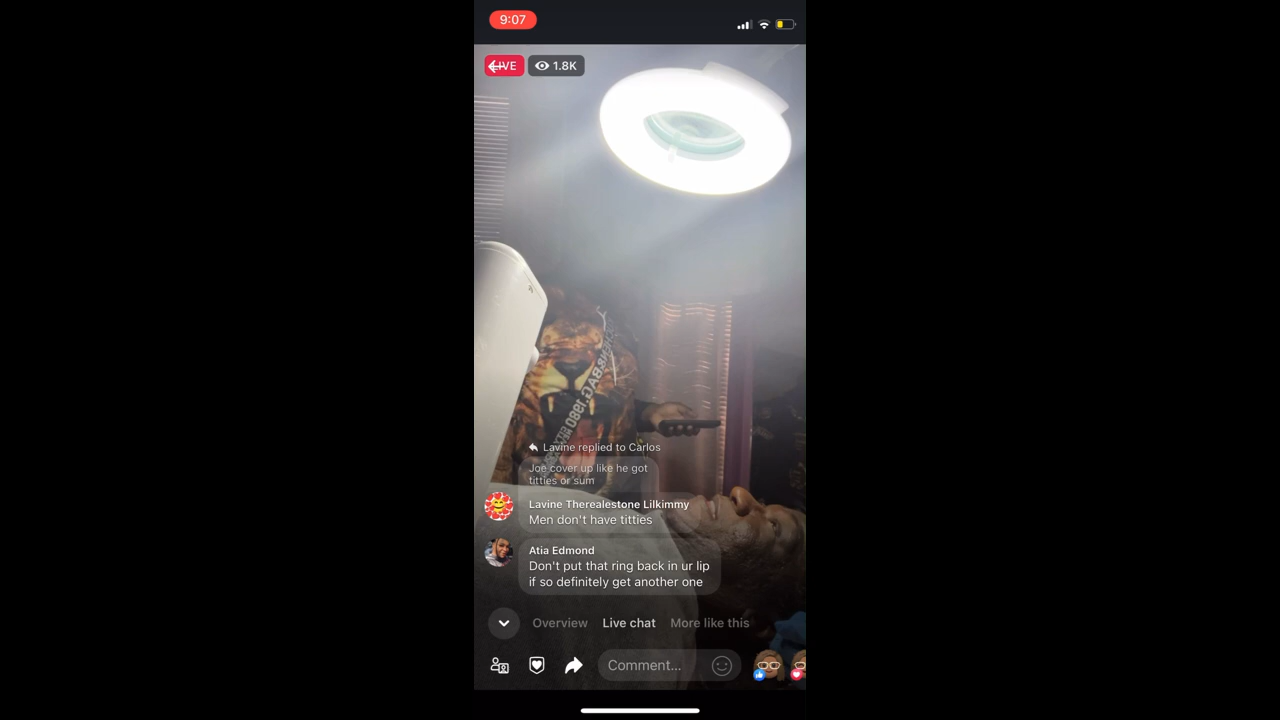 9:07
LIVE
1.8K
Lavine replied to Carlos
Joe cover up like he got
titties or sum
Lavine Therealestone Lilkimmy
Men don't have titties
Atia Edmond
Don't put that ring back in ur lip
if so definitely get another one
Overview Live chat More like this
Comment...